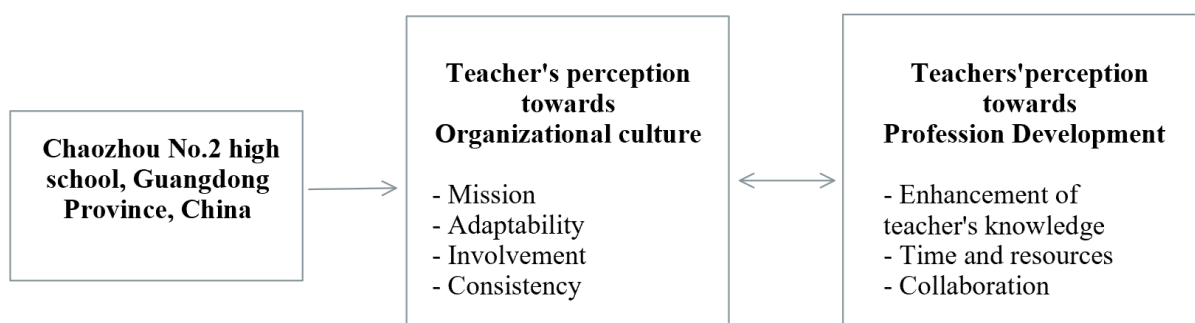 Chaozhou No.2 high
school, Guangdong
Province, China
Teacher's perception
towards
Organizational culture
- Mission
- Adaptability
- Involvement
- Consistency
Teachers'perception
towards
Profession Development
- Enhancement of
teacher's knowledge
- Time and resources
- Collaboration